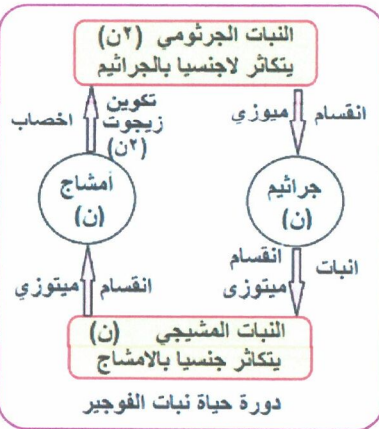 النبات الجرثومي (٢ن)
يتكاثر لاجنسيا بالجراثيم
انقسام ميوزي
جراثيم
(ن)
انبات
انقسام
ميتوزى
النبات المشيجي (ن)
يتكاثر جنسيا بالامشاج
انقسام ميتوزي
أمشاج
(ن)
اخصاب
تكوين
زيجوت
(٢ن)
دورة حياة نبات الفوجير